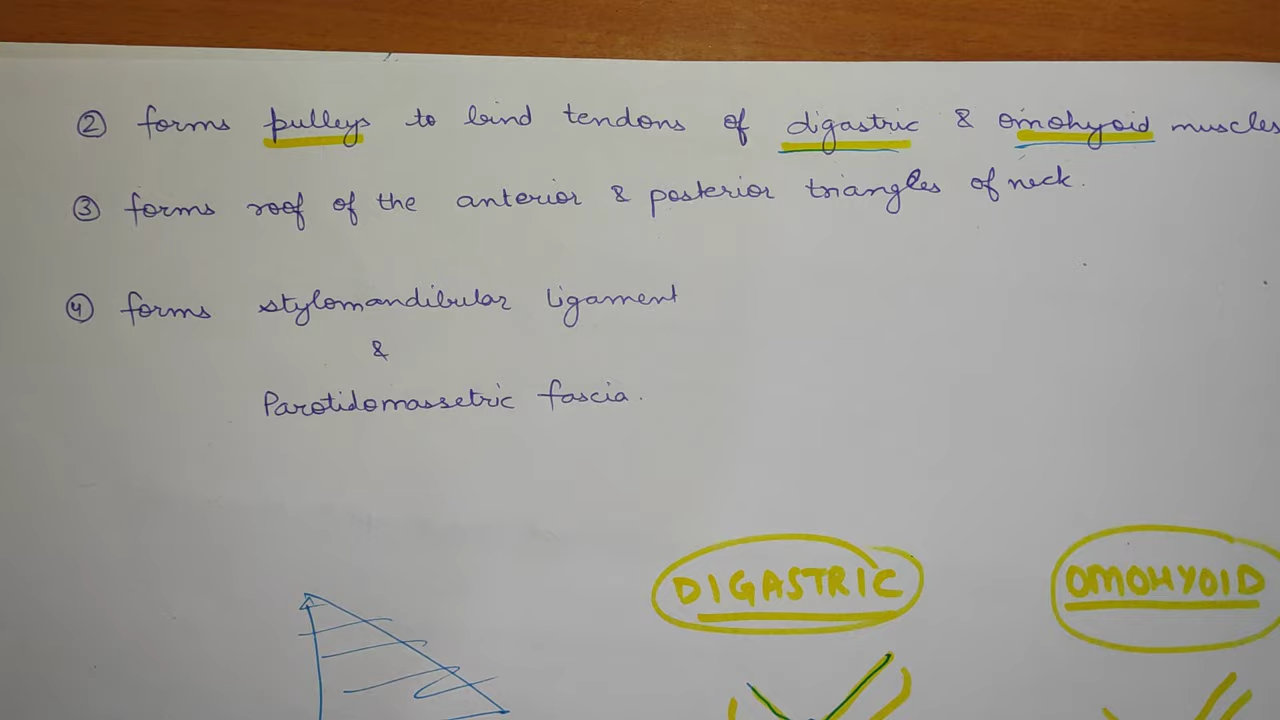 ② forms pulleys to bind tendons of digastric & omohyoid muscles
③ forms roof of the anterior & posterior triangles of neck.
④ forms stylomandibular ligament
&
Parotidomassetric fascia.
DIGASTRIC OMOHYOID